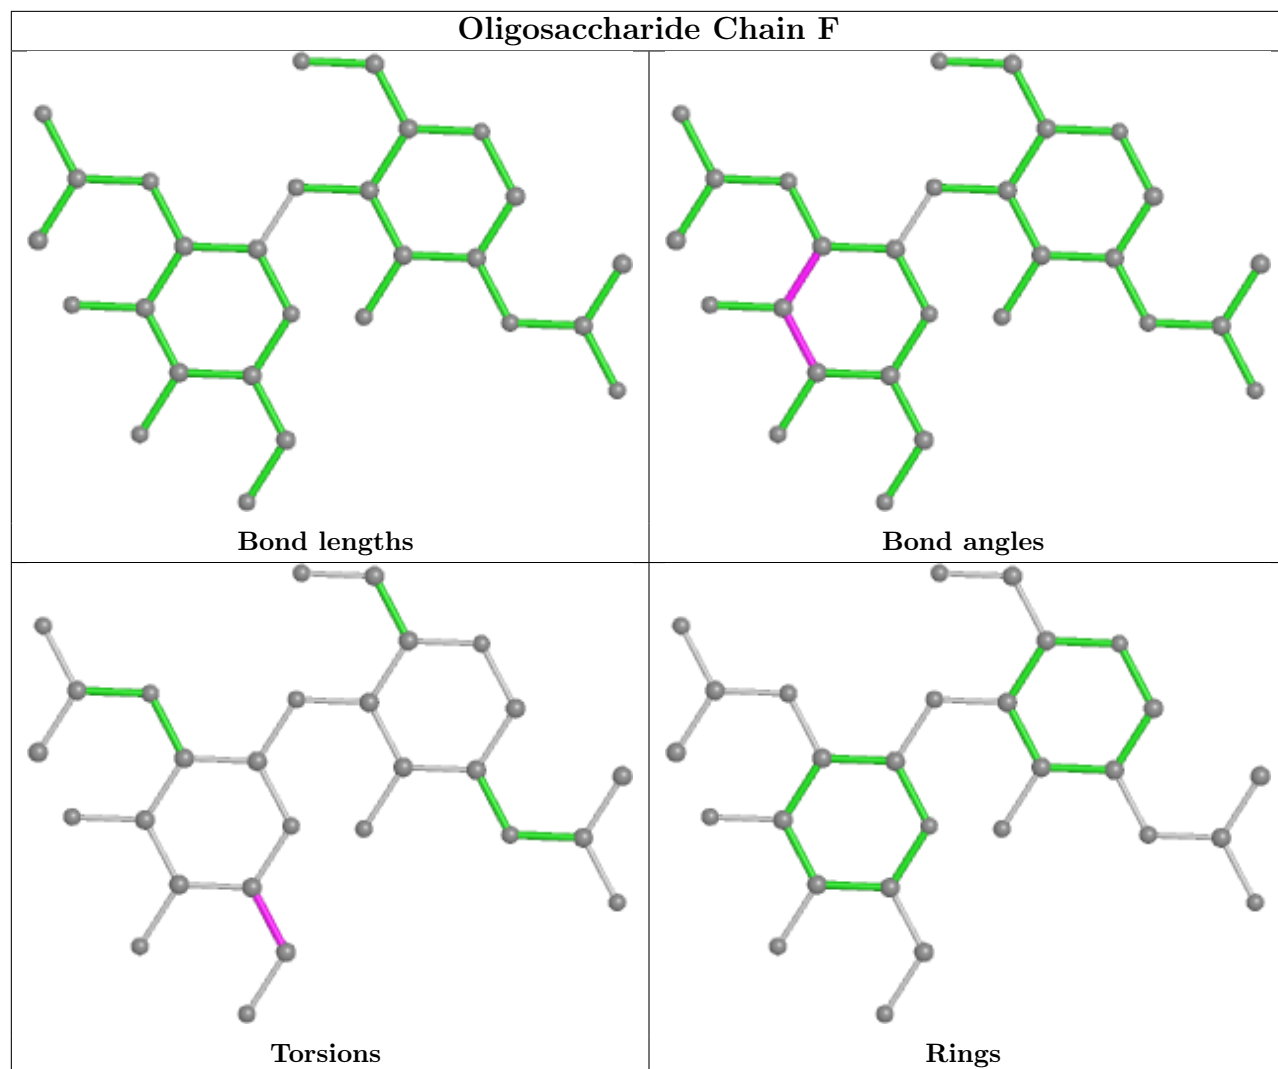 Oligosaccharide Chain F
Bond lengths
Bond angles
Torsions
Rings